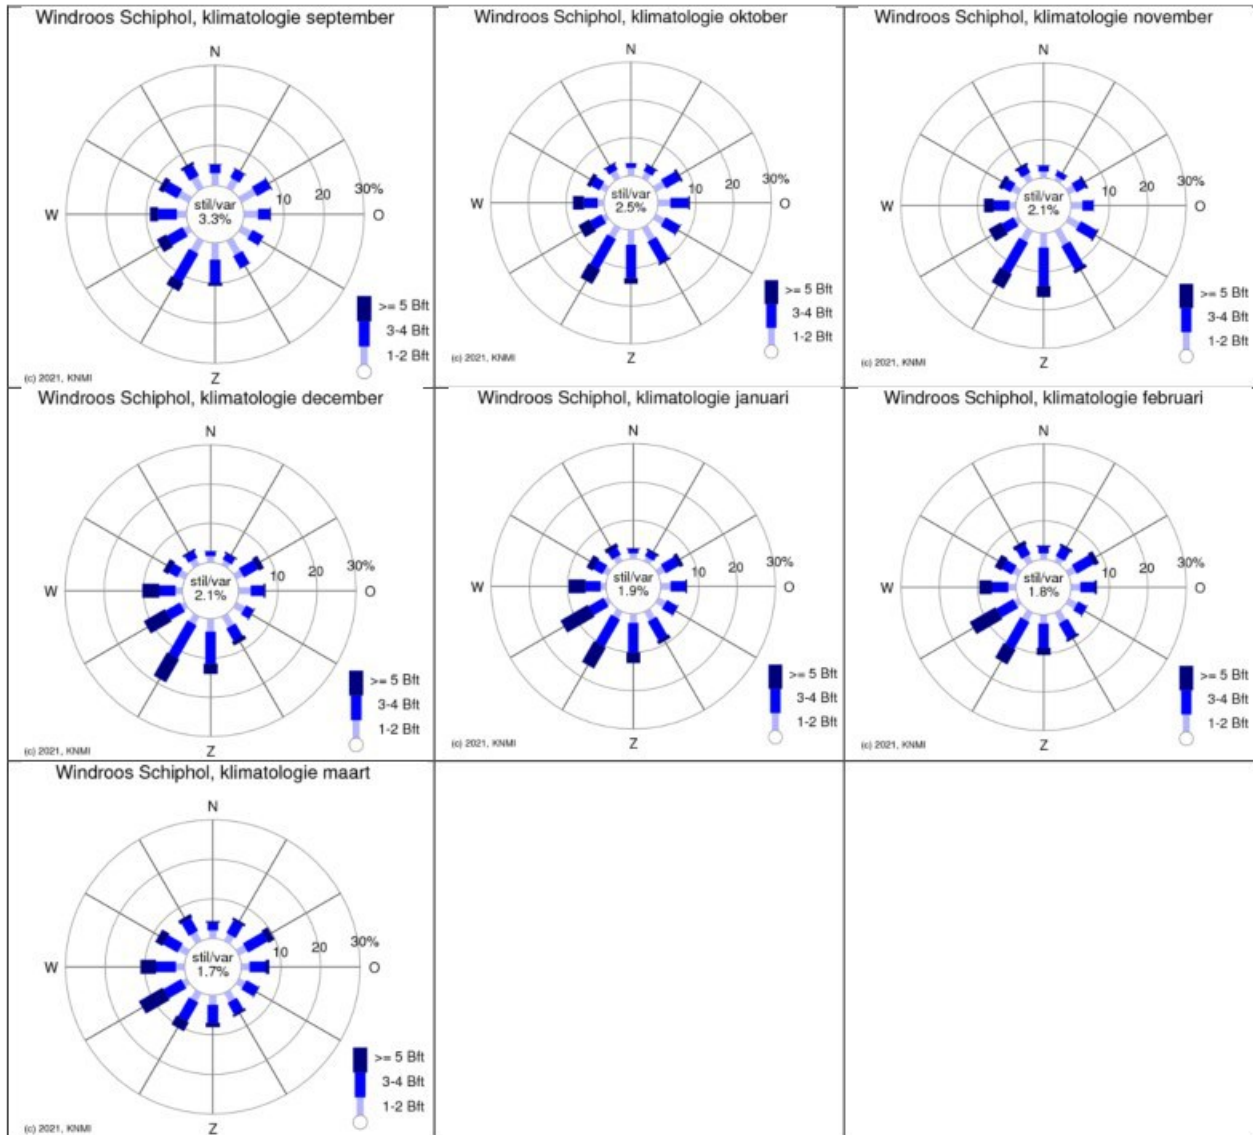 Windroos Schiphol, klimatologie september
N
30%
20
10
stil/var
3.3%
W
O
>= 5 Bft
3-4 Bft
1-2 Bft
Z
(c) 2021, KNMI
Windroos Schiphol, klimatologie oktober
N
30%
20
10
stil/var
2.5%
W
O
>= 5 Bft
3-4 Bft
1-2 Bft
Z
(c) 2021, KNMI
Windroos Schiphol, klimatologie november
N
30%
20
10
stil/var
2.1%
W
O
>= 5 Bft
3-4 Bft
1-2 Bft
Z
(c) 2021, KNMI
Windroos Schiphol, klimatologie december
N
30%
20
10
stil/var
2.1%
W
O
>= 5 Bft
3-4 Bft
1-2 Bft
Z
(c) 2021, KNMI
Windroos Schiphol, klimatologie januari
N
30%
20
10
stil/var
1.9%
W
O
>= 5 Bft
3-4 Bft
1-2 Bft
Z
(c) 2021, KNMI
Windroos Schiphol, klimatologie februari
N
30%
20
10
stil/var
1.8%
W
O
>= 5 Bft
3-4 Bft
1-2 Bft
Z
(c) 2021, KNMI
Windroos Schiphol, klimatologie maart
N
30%
20
10
stil/var
1.7%
W
O
>= 5 Bft
3-4 Bft
1-2 Bft
Z
(c) 2021, KNMI